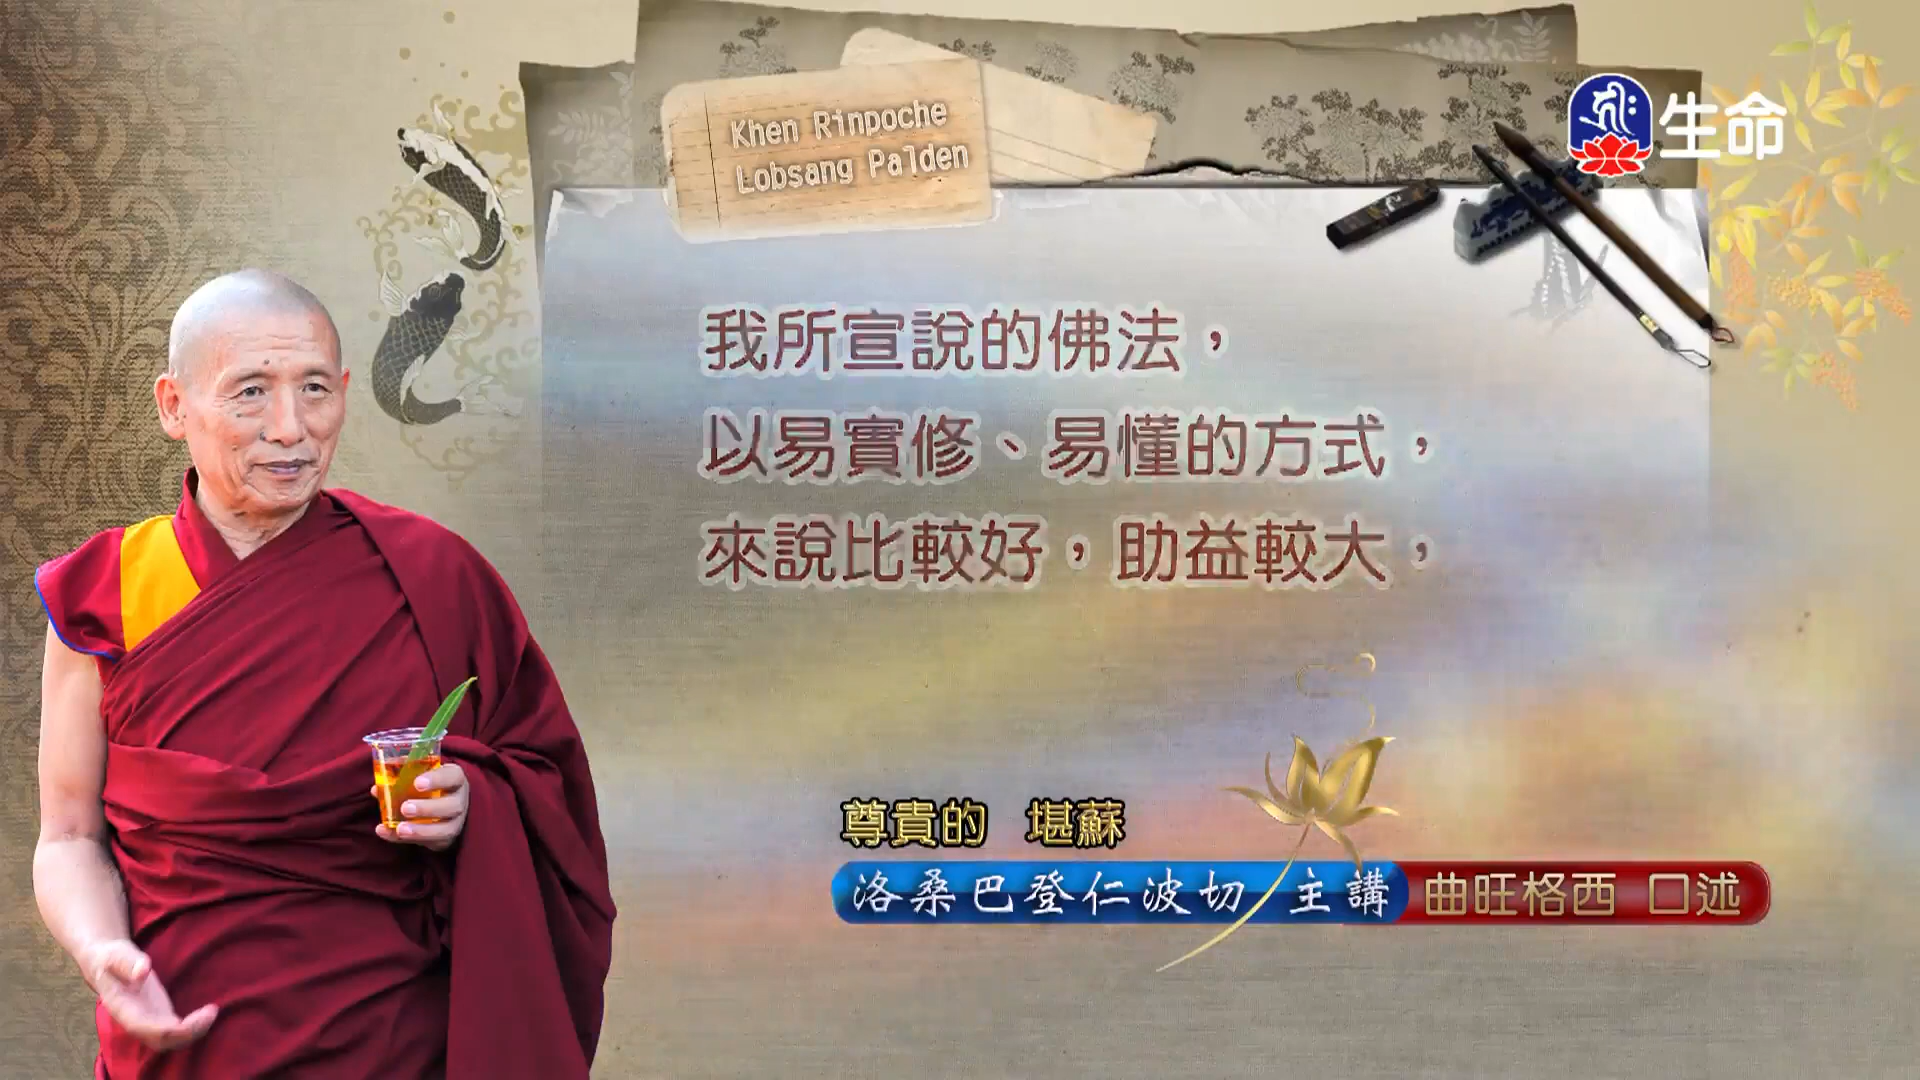 Khen Rinpoche
Lobsang Palden
生命
我所宣說的佛法，
以易實修、易懂的方式，
來說比較好，助益較大，
尊貴的 堪蘇
洛桑巴登仁波切 主講
曲旺格西 口述